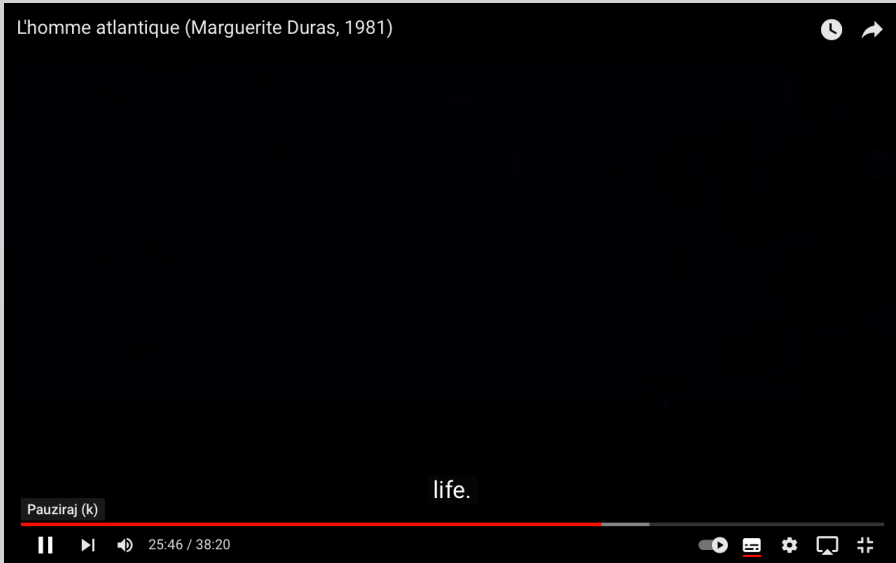 L'homme atlantique (Marguerite Duras, 1981)
life.
Pauziraj (k)
25:46 / 38:20